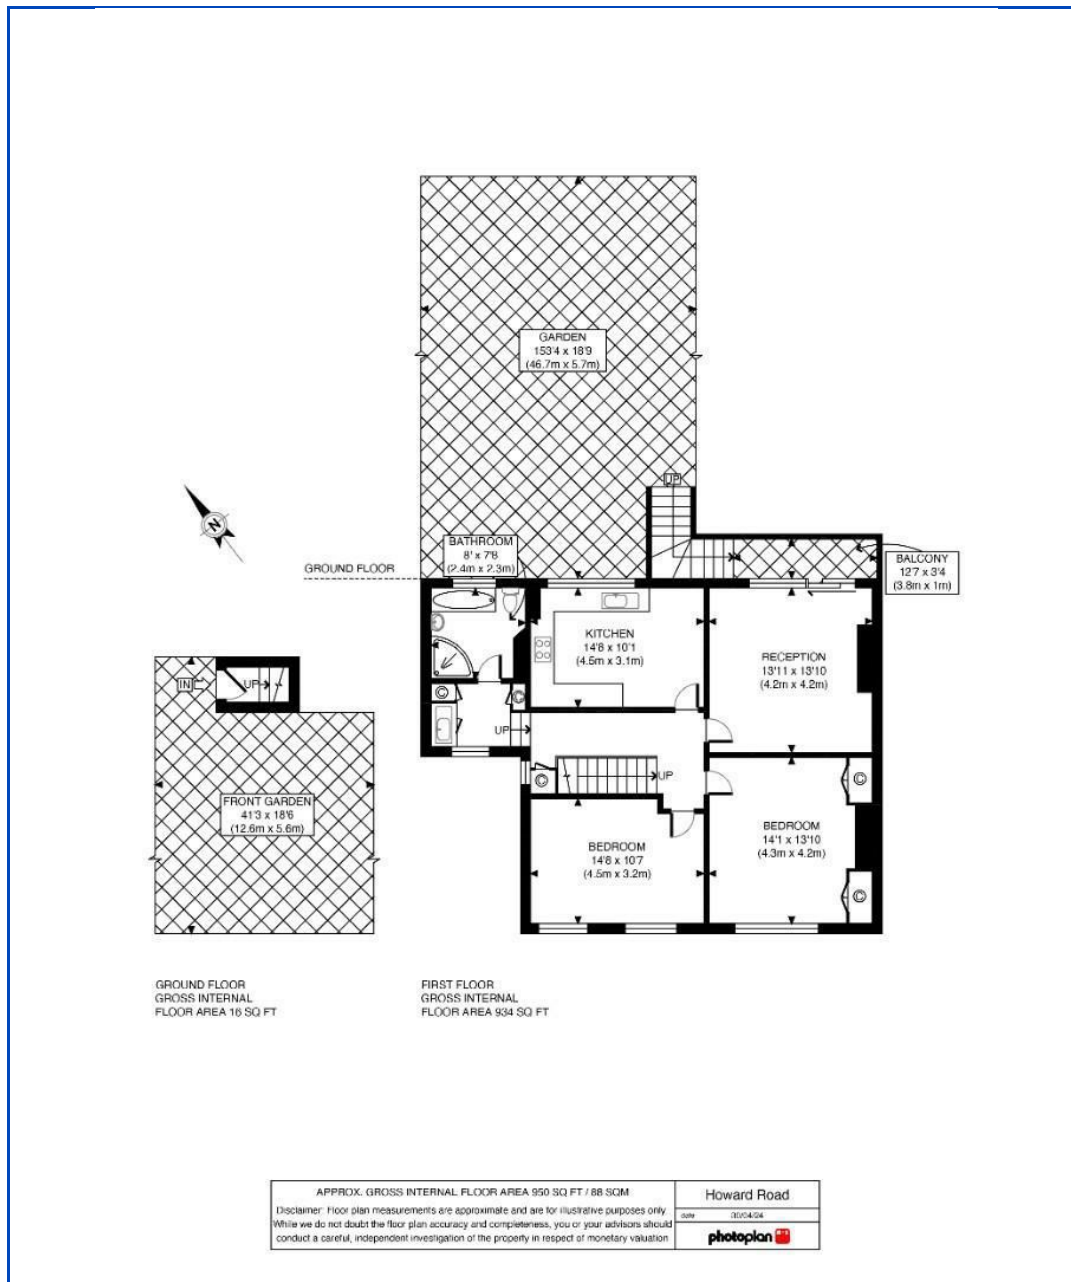 GARDEN
153'4 x 18'9
(46.7m x 5.7m)
UP
BATHROOM
8' x 7'8
(2.4m x 2.3m)
BALCONY
12'7 x 3'4
(3.8m x 1m)
GROUND FLOOR
N
KITCHEN
14'8 x 10'1
(4.5m x 3.1m)
RECEPTION
13'11 x 13'10
(4.2m x 4.2m)
IN
UP
C
C
UP
C
UP
C
FRONT GARDEN
41'3 x 18'6
(12.6m x 5.6m)
BEDROOM
14'8 x 10'7
(4.5m x 3.2m)
BEDROOM
14'1 x 13'10
(4.3m x 4.2m)
C
GROUND FLOOR
GROSS INTERNAL
FLOOR AREA 16 SQ FT
FIRST FLOOR
GROSS INTERNAL
FLOOR AREA 934 SQ FT
APPROX. GROSS INTERNAL FLOOR AREA 950 SQ FT / 88 SQM
Disclaimer: Floor plan measurements are approximate and are for illustrative purposes only.
While we do not doubt the floor plan accuracy and completeness, you or your advisors should
conduct a careful, independent investigation of the property in respect of monetary valuation
Howard Road
date 30/04/24
photoplan